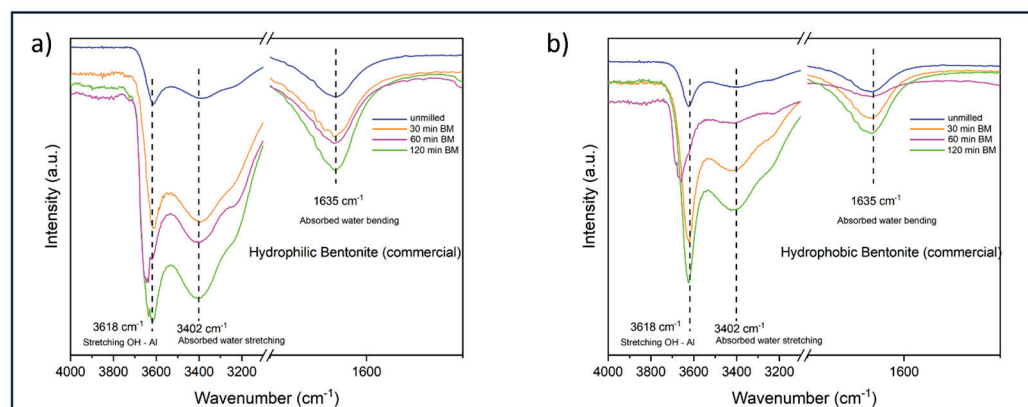 a)
unmilled
30 min BM
60 min BM
120 min BM
1635 cm⁻¹
Absorbed water bending
Hydrophilic Bentonite (commercial)
3618 cm⁻¹
3402 cm⁻¹
Stretching OH - Al
Absorbed water stretching
Intensity (a.u.)
4000
3600
3200
1600
Wavenumber (cm⁻¹)
b)
unmilled
30 min BM
60 min BM
120 min BM
1635 cm⁻¹
Absorbed water bending
Hydrophobic Bentonite (commercial)
3618 cm⁻¹
3402 cm⁻¹
Stretching OH - Al
Absorbed water stretching
Intensity (a.u.)
4000
3600
3200
1600
Wavenumber (cm⁻¹)